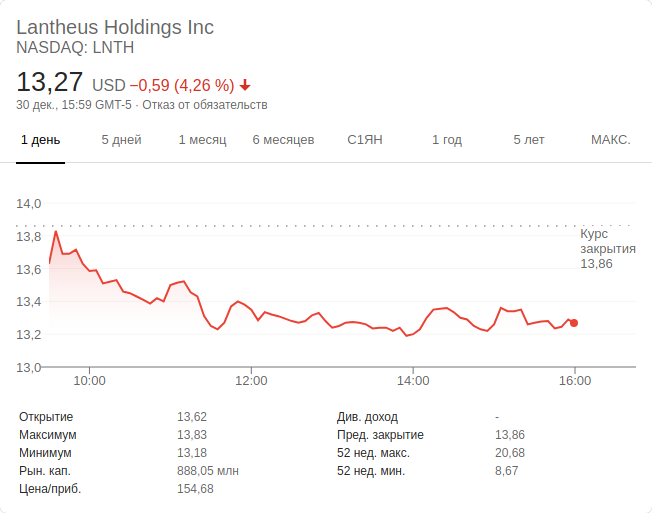 Lantheus Holdings Inc
NASDAQ: LNTH
13,27 USD −0,59 (4,26 %)
30 дек., 15:59 GMT-5 · Отказ от обязательств
1 день 5 дней 1 месяц 6 месяцев С1ЯН 1 год 5 лет МАКС.
14,0
13,8
13,6
13,4
13,2
13,0
Курс
закрытия
13,86
10:00 12:00 14:00 16:00
Открытие 13,62
Максимум 13,83
Минимум 13,18
Рын. кап. 888,05 млн
Цена/приб. 154,68
Див. доход -
Пред. закрытие 13,86
52 нед. макс. 20,68
52 нед. мин. 8,67